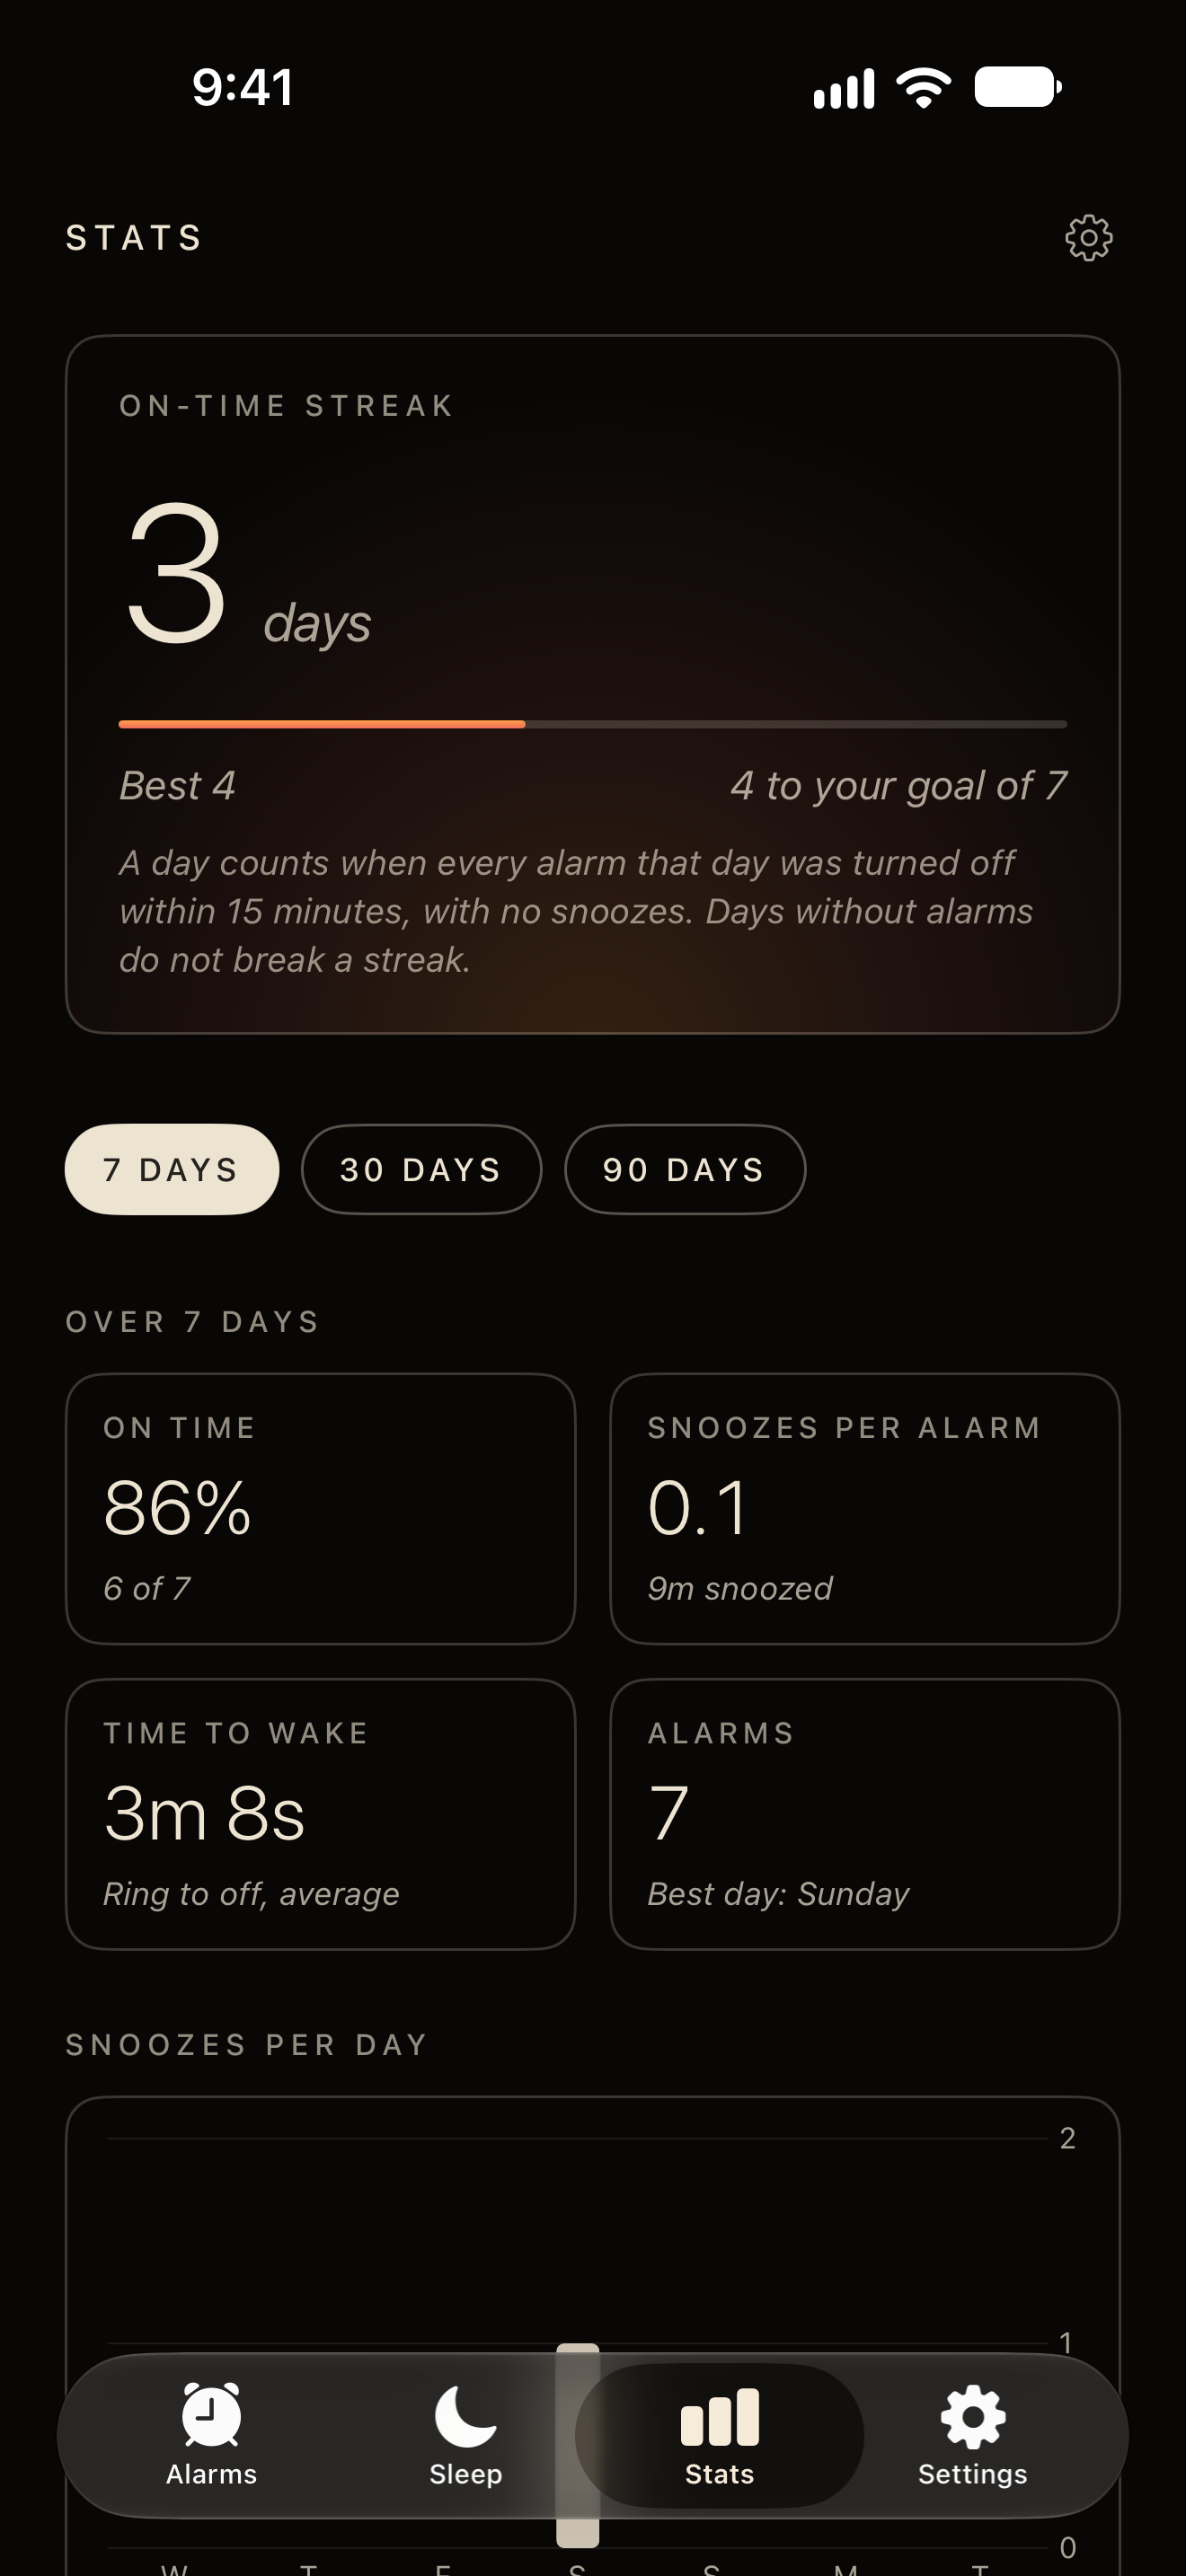 9:41
STATS
ON-TIME STREAK
3 days
Best 4
4 to your goal of 7
A day counts when every alarm that day was turned off
within 15 minutes, with no snoozes. Days without alarms
do not break a streak.
7 DAYS
30 DAYS
90 DAYS
OVER 7 DAYS
ON TIME
86%
6 of 7
SNOOZES PER ALARM
0.1
9m snoozed
TIME TO WAKE
3m 8s
Ring to off, average
ALARMS
7
Best day: Sunday
SNOOZES PER DAY
2
1
Alarms
Sleep
Stats
Settings
0
W T F S S M T